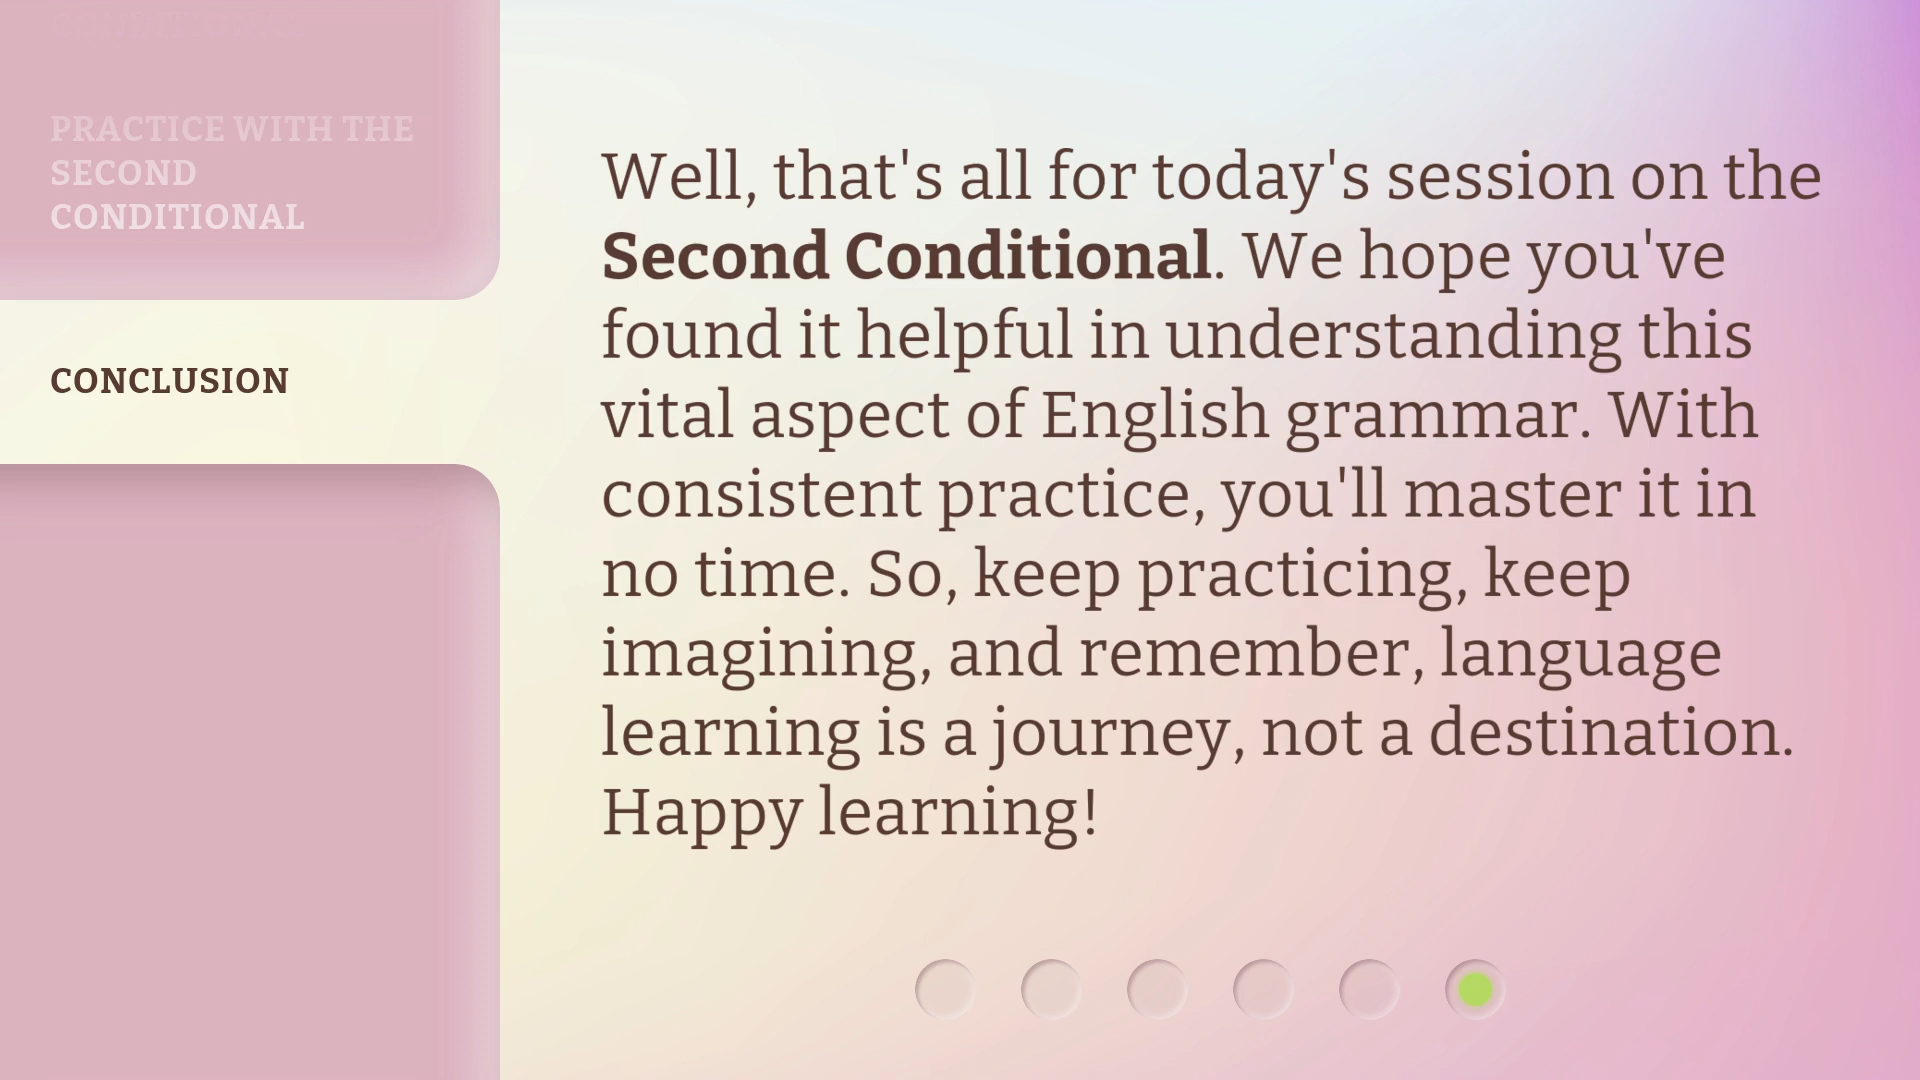 PRACTICE WITH THE
SECOND
CONDITIONAL
CONCLUSION
Well, that's all for today's session on the
Second Conditional. We hope you've
found it helpful in understanding this
vital aspect of English grammar. With
consistent practice, you'll master it in
no time. So, keep practicing, keep
imagining, and remember, language
learning is a journey, not a destination.
Happy learning!